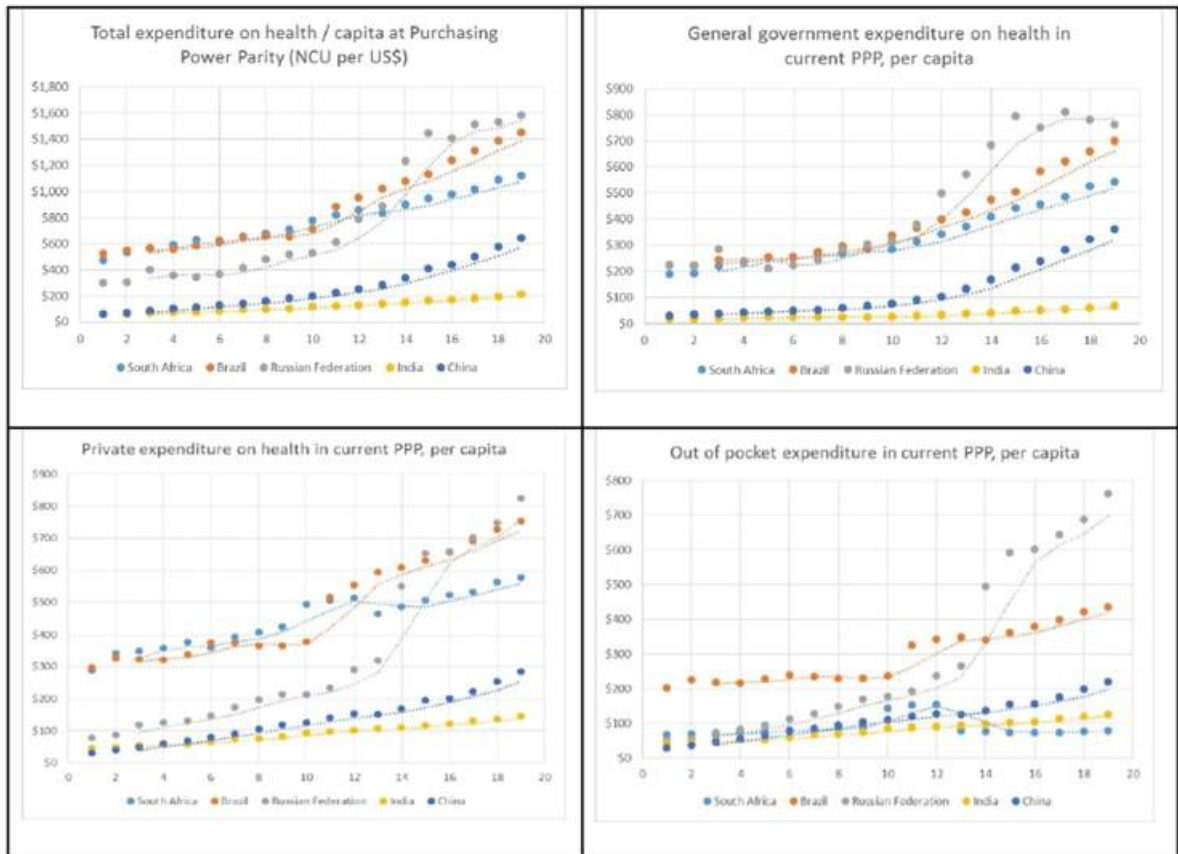 Total expenditure on health / capita at Purchasing
Power Parity (NCU per US$)
$1,800
$1,600
$1,400
$1,200
$1,000
$800
$600
$400
$200
$0
0 2 4 6 8 10 12 14 16 18 20
South Africa Brazil Russian Federation India China
General government expenditure on health in
current PPP, per capita
$900
$800
$700
$600
$500
$400
$300
$200
$100
$0
0 2 4 6 8 10 12 14 16 18 20
South Africa Brazil Russian Federation India China
Private expenditure on health in current PPP, per capita
$900
$800
$700
$600
$500
$400
$300
$200
$100
$0
0 2 4 6 8 10 12 14 16 18 20
South Africa Brazil Russian Federation India China
Out of pocket expenditure in current PPP, per capita
$800
$700
$600
$500
$400
$300
$200
$100
$0
0 2 4 6 8 10 12 14 16 18 20
South Africa Brazil Russian Federation India China